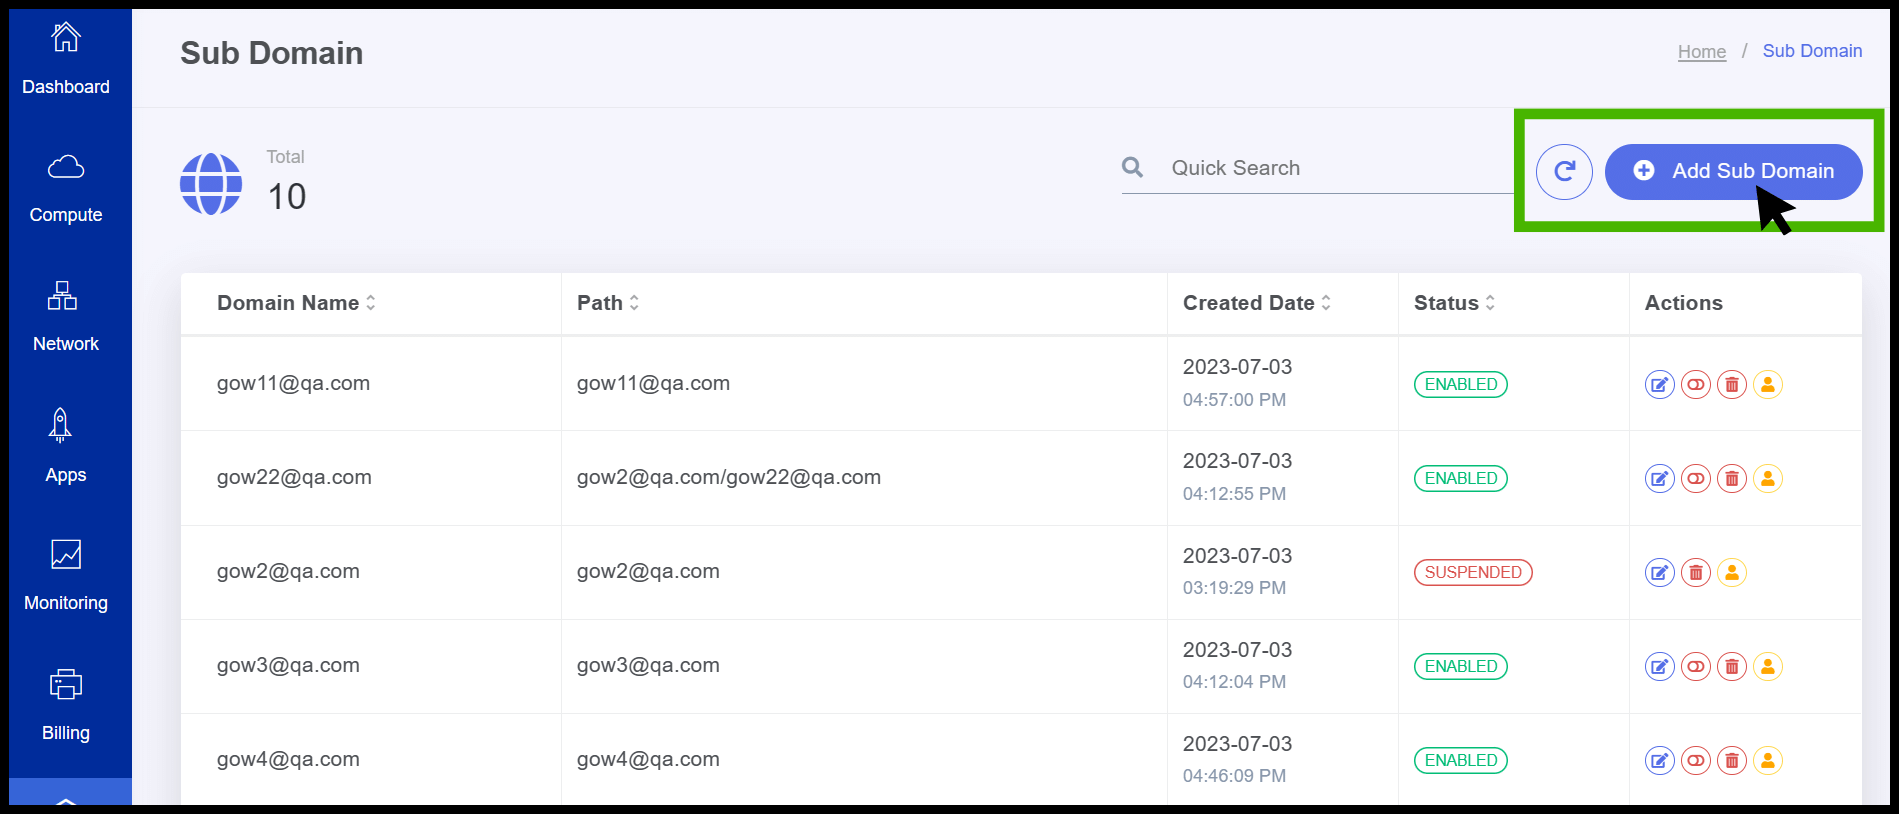 Dashboard
Compute
Network
Apps
Monitoring
Billing
Sub Domain
Home / Sub Domain
Total
10
Quick Search
Add Sub Domain
Domain Name Path Created Date Status Actions
gow11@qa.com gow11@qa.com 2023-07-03 ENABLED
04:57:00 PM
gow22@qa.com gow2@qa.com/gow22@qa.com 2023-07-03 ENABLED
04:12:55 PM
gow2@qa.com gow2@qa.com 2023-07-03 SUSPENDED
03:19:29 PM
gow3@qa.com gow3@qa.com 2023-07-03 ENABLED
04:12:04 PM
gow4@qa.com gow4@qa.com 2023-07-03 ENABLED
04:46:09 PM